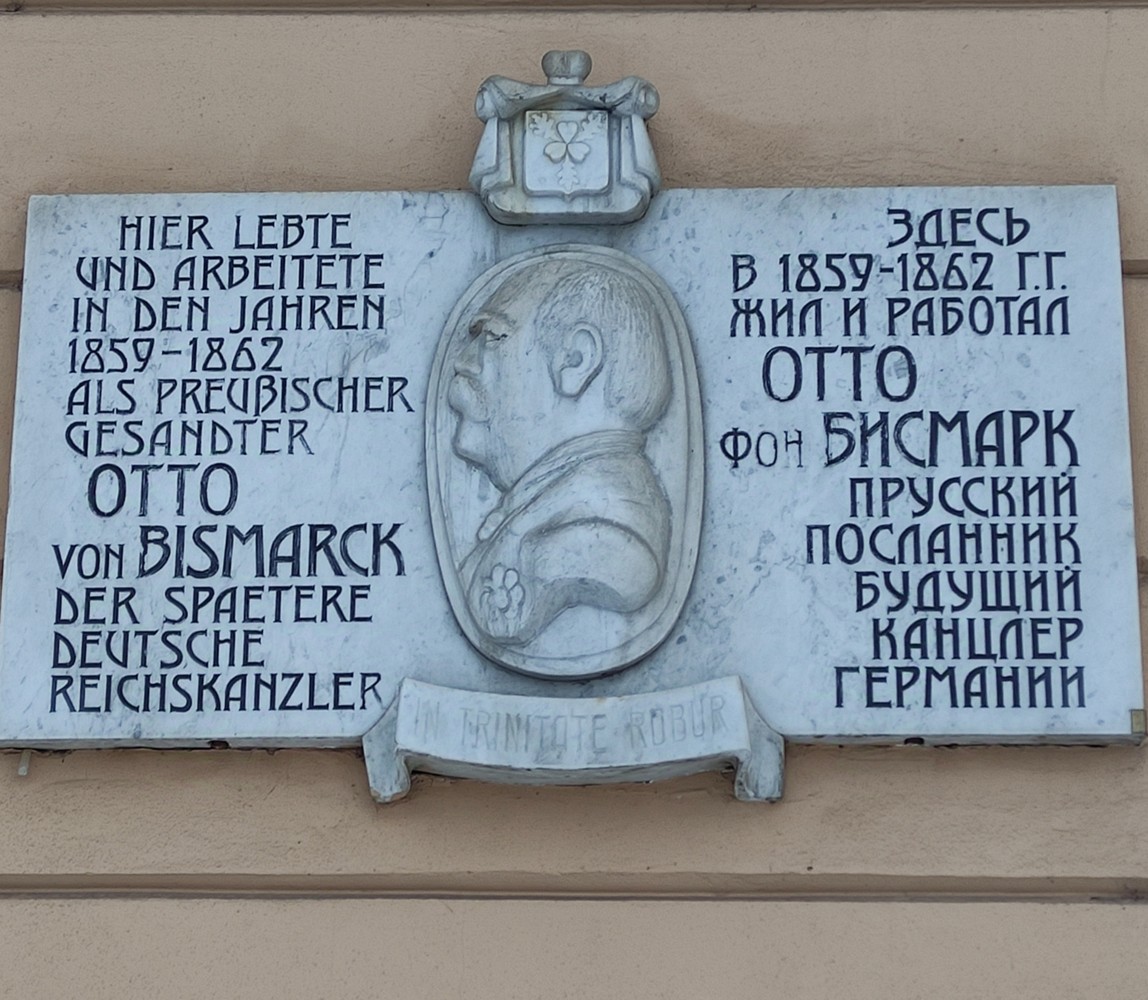 HIER LEBTE
UND ARBEITETE
IN DEN JAHREN
1859-1862
ALS PREUßISCHER
GESANDTER
OTTO
VON BISMARCK
DER SPAETERE
DEUTSCHE
REICHSKANZLER
IN TRINITATE ROBUR
ЗДЕСЬ
В 1859-1862 Г.Г.
ЖИЛ И РАБОТАЛ
ОТТО
ФОН БИСМАРК
ПРУССКИЙ
ПОСЛАННИК
БУДУЩИЙ
КАНЦЛЕР
ГЕРМАНИИ